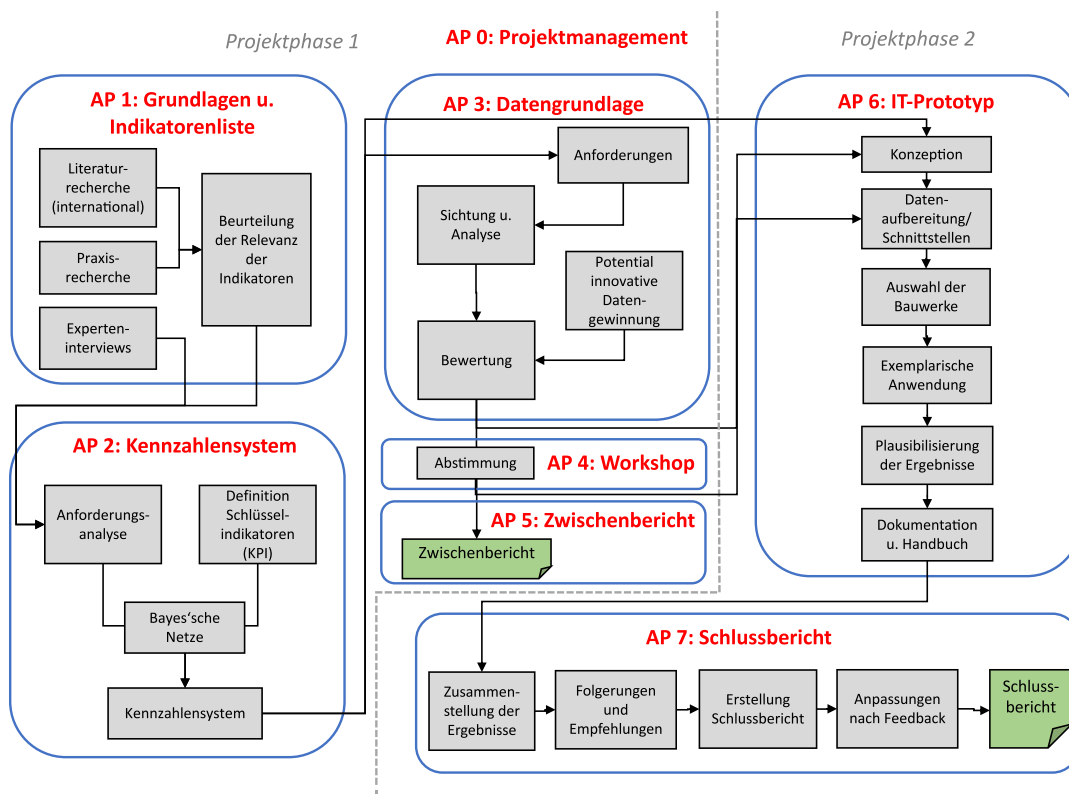 Projektphase 1
AP 0: Projektmanagement
Projektphase 2
AP 1: Grundlagen u.
Indikatorenliste
Literatur-
recherche
(international)
Praxis-
recherche
Experten-
interviews
Beurteilung
der Relevanz
der
Indikatoren
AP 2: Kennzahlensystem
Anforderungs-
analyse
Definition
Schlüssel-
indikatoren
(KPI)
Bayes‘sche
Netze
Kennzahlensystem
AP 3: Datengrundlage
Anforderungen
Sichtung u.
Analyse
Potential
innovative
Daten-
gewinnung
Bewertung
Abstimmung
AP 4: Workshop
AP 5: Zwischenbericht
Zwischenbericht
AP 6: IT-Prototyp
Konzeption
Daten-
aufbereitung/
Schnittstellen
Auswahl der
Bauwerke
Exemplarische
Anwendung
Plausibilisierung
der Ergebnisse
Dokumentation
u. Handbuch
AP 7: Schlussbericht
Zusammen-
stellung der
Ergebnisse
Folgerungen
und
Empfehlungen
Erstellung
Schlussbericht
Anpassungen
nach Feedback
Schluss-
bericht